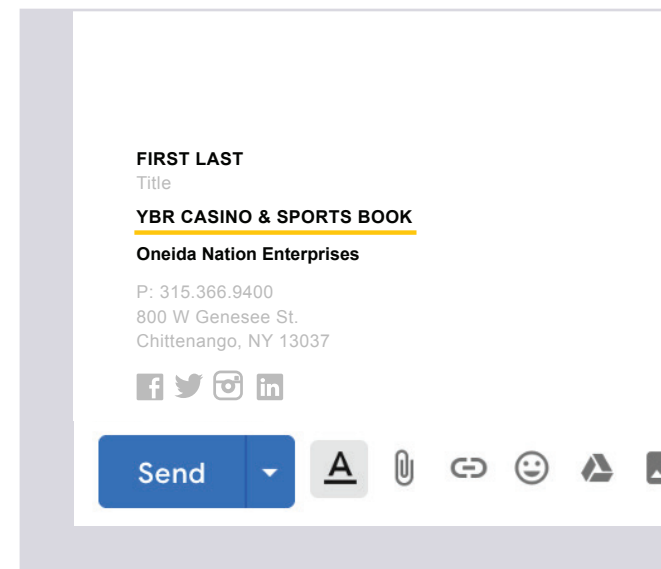 FIRST LAST
Title
YBR CASINO & SPORTS BOOK
Oneida Nation Enterprises
P: 315.366.9400
800 W Genesee St.
Chittenango, NY 13037
Send